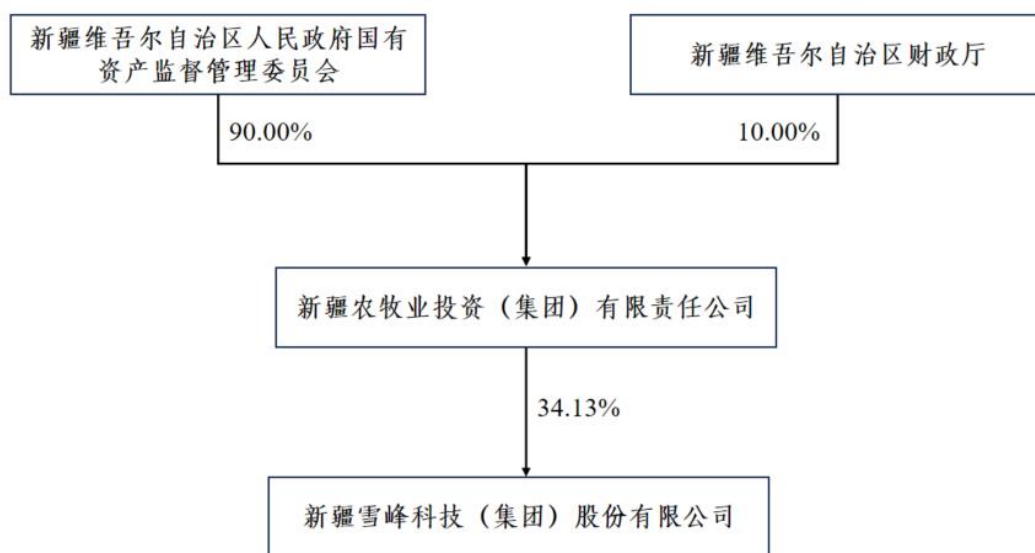 新疆维吾尔自治区人民政府国有
资产监督管理委员会
新疆维吾尔自治区财政厅
90.00%
10.00%
新疆农牧业投资（集团）有限责任公司
34.13%
新疆雪峰科技（集团）股份有限公司